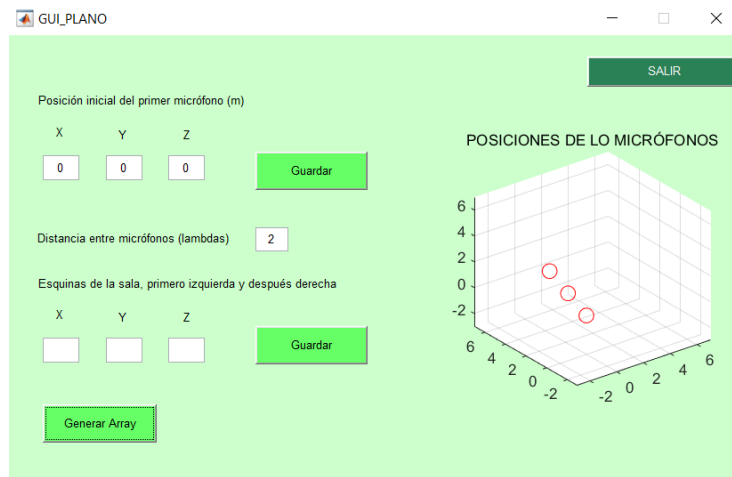 GUI_PLANO
SALIR
Posición inicial del primer micrófono (m)
X Y Z
0 0 0
Guardar
Distancia entre micrófonos (lambdas) 2
Esquinas de la sala, primero izquierda y después derecha
X Y Z
Guardar
Generar Array
POSICIONES DE LO MICRÓFONOS
6
4
2
0
-2
6 4 2 0 -2
-2 0 2 4 6